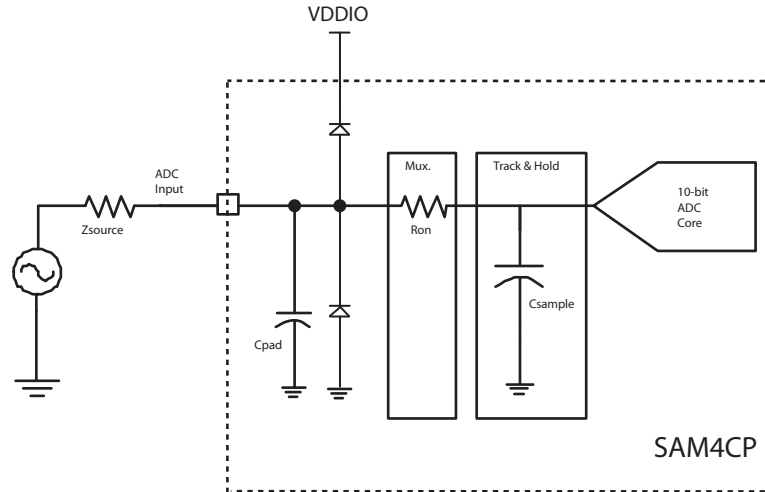 VDDIO
ADC
Input
Zsource
Cpad
Mux.
Ron
Track & Hold
Csample
10-bit
ADC
Core
SAM4CP